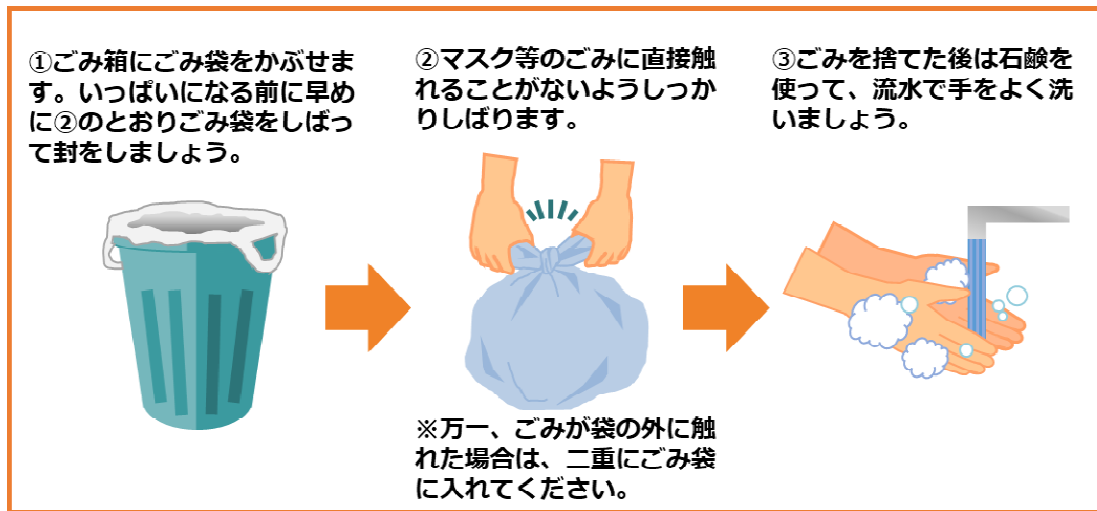 ①ごみ箱にごみ袋をかぶせま
す。いっぱいになる前に早め
に②のとおりごみ袋をしばっ
て封をしましょう。
②マスク等のごみに直接触
れることがないようしっか
りしばります。
※万一、ごみが袋の外に触
れた場合は、二重にごみ袋
に入れてください。
③ごみを捨てた後は石鹸を
使って、流水で手をよく洗
いましょう。